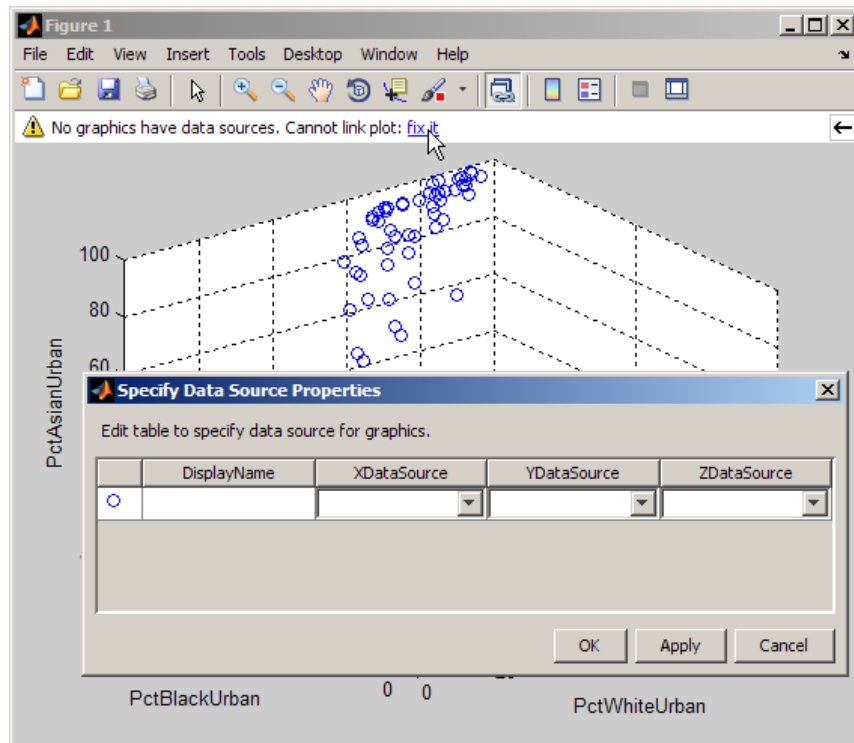 Figure 1
File Edit View Insert Tools Desktop Window Help
No graphics have data sources. Cannot link plot: fix it
100
80
60
PctAsianUrban
Specify Data Source Properties
Edit table to specify data source for graphics.
DisplayName XDataSource YDataSource ZDataSource
OK Apply Cancel
0 0
PctBlackUrban
PctWhiteUrban